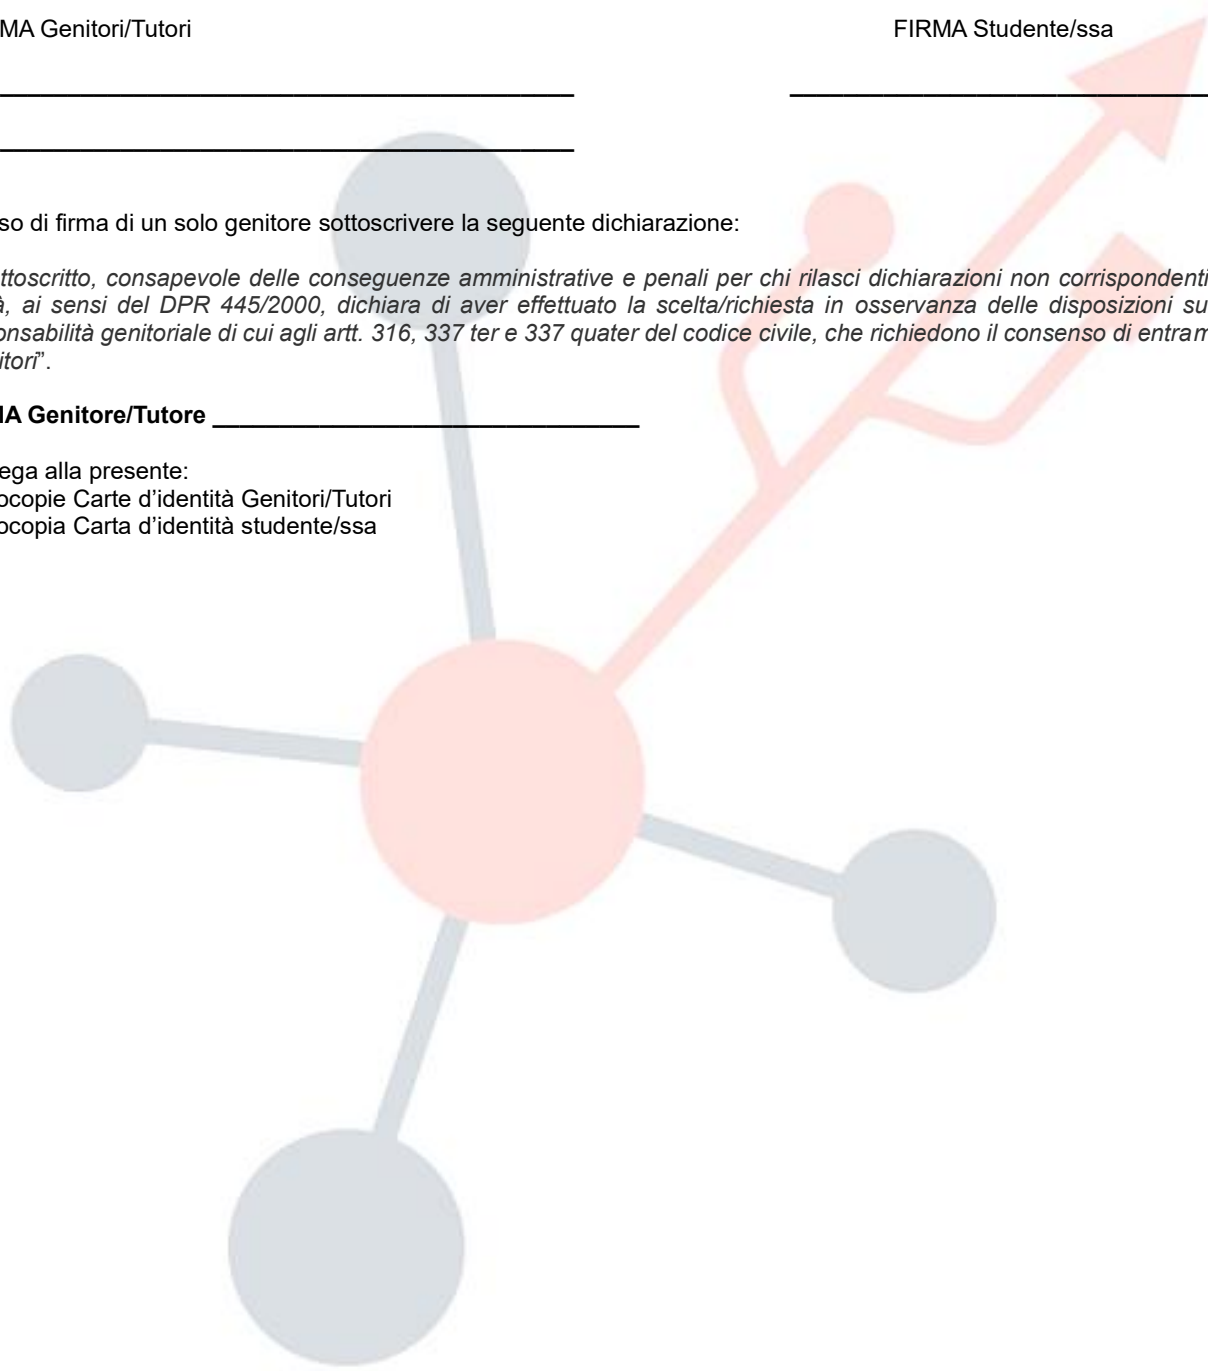 MA Genitori/Tutori FIRMA Studente/ssa
so di firma di un solo genitore sottoscrivere la seguente dichiarazione:
ttoscritto, consapevole delle conseguenze amministrative e penali per chi rilasci dichiarazioni non corrispondenti
à, ai sensi del DPR 445/2000, dichiara di aver effettuato la scelta/richiesta in osservanza delle disposizioni su
onsabilità genitoriale di cui agli artt. 316, 337 ter e 337 quater del codice civile, che richiedono il consenso di entram
itori”.
MA Genitore/Tutore ________________________________
ega alla presente:
ocopie Carte d’identità Genitori/Tutori
ocopia Carta d’identità studente/ssa